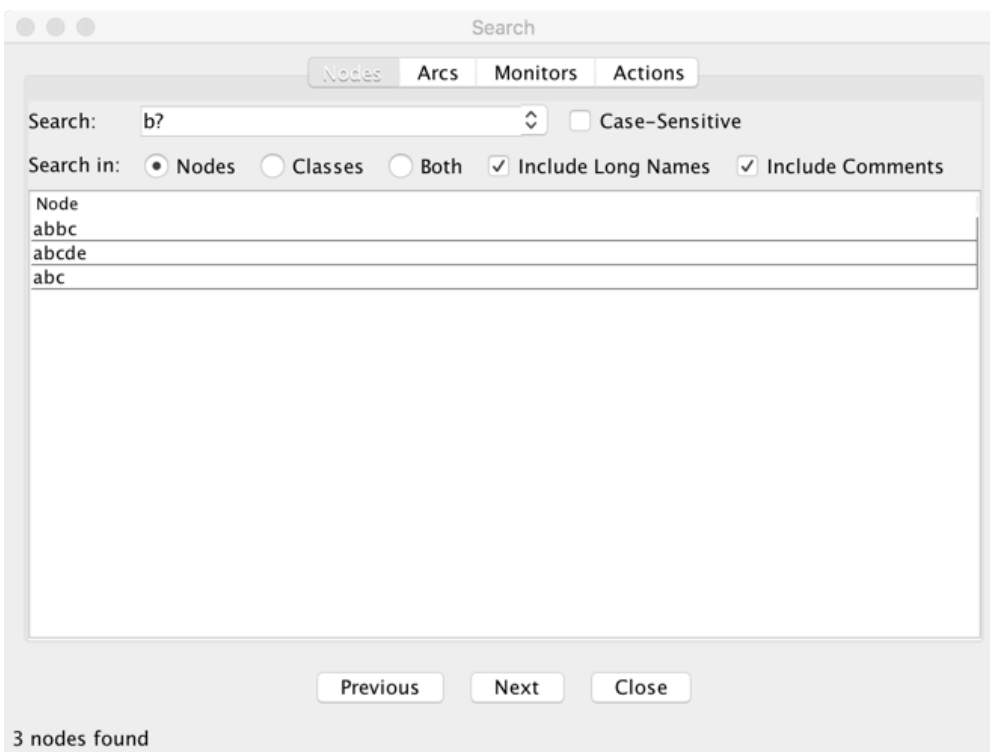 Search
Nodes Arcs Monitors Actions
Search: b? Case-Sensitive
Search in: Nodes Classes Both Include Long Names Include Comments
Node
abbc
abcde
abc
Previous Next Close
3 nodes found